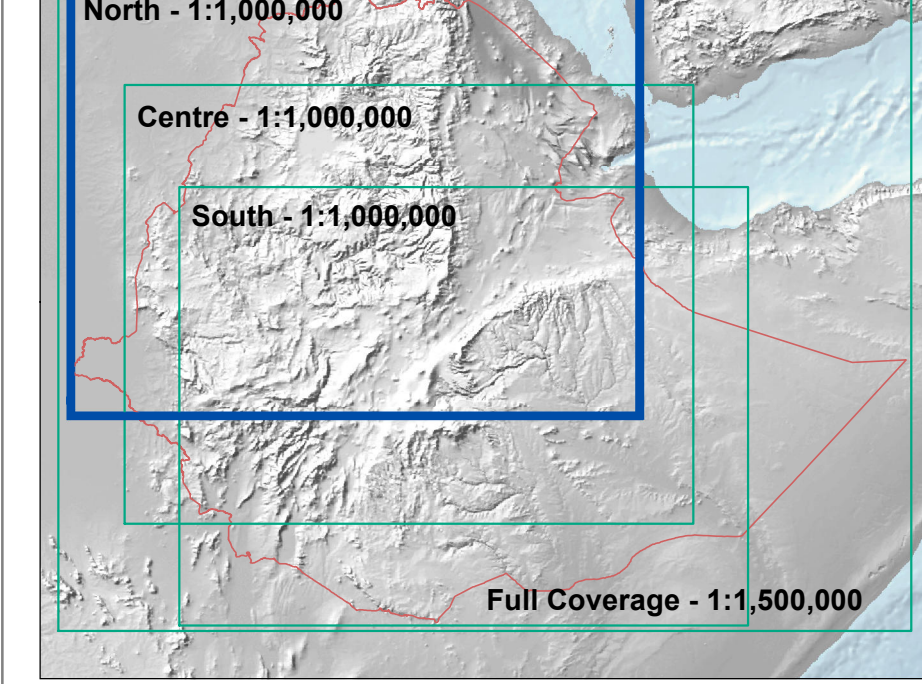 North - 1:1,000,000
Centre - 1:1,000,000
South - 1:1,000,000
Full Coverage - 1:1,500,000